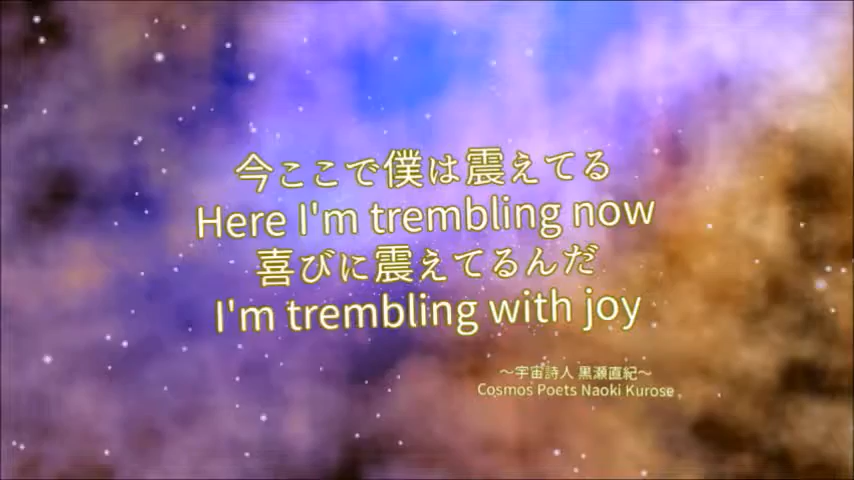 今ここで僕は震えてる
Here I'm trembling now
喜びに震えてるんだ
I'm trembling with joy
〜宇宙詩人 黒瀬直紀〜
Cosmos Poets Naoki Kurose